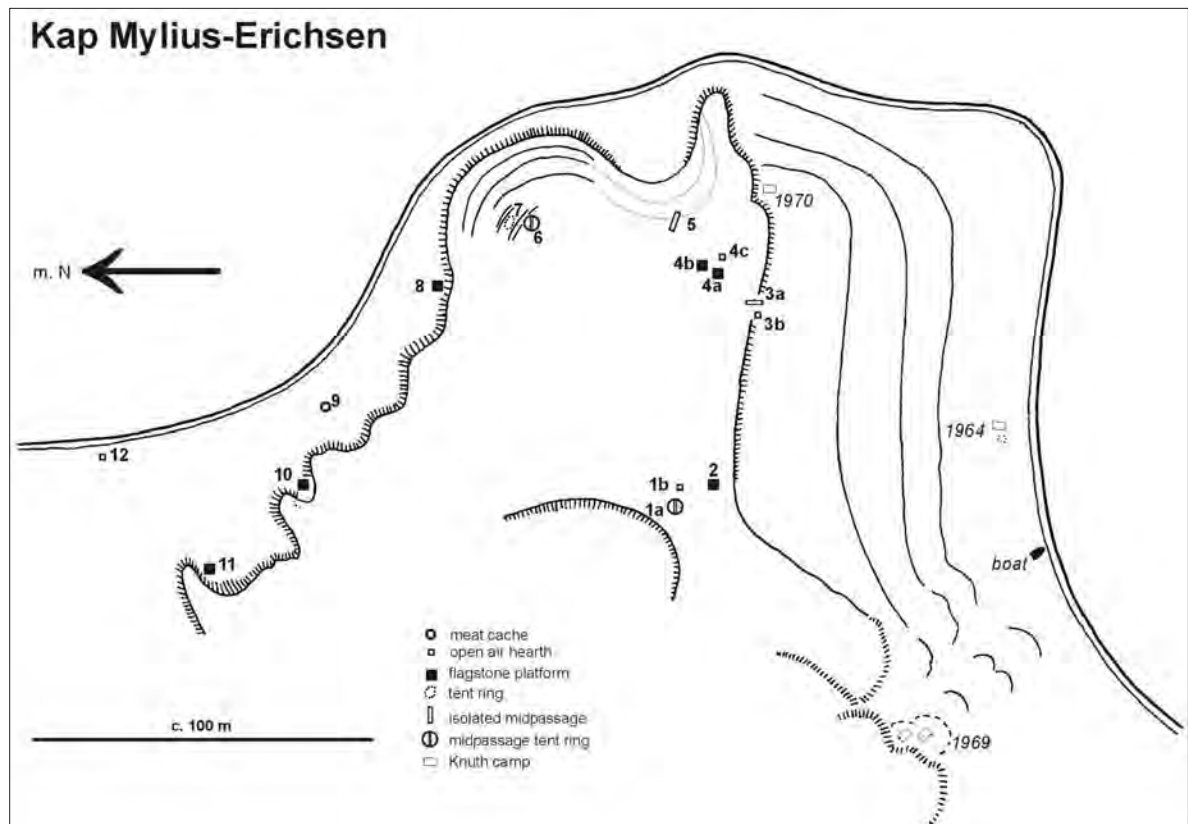 Kap Mylius-Erichsen
1970
7
6
5
m. N
4b
4c
4a
8
3a
3b
9
1964
12
10
1b
2
1a
11
boat
meat cache
open air hearth
flagstone platform
tent ring
isolated midpassage
midpassage tent ring
Knuth camp
c. 100 m
1969